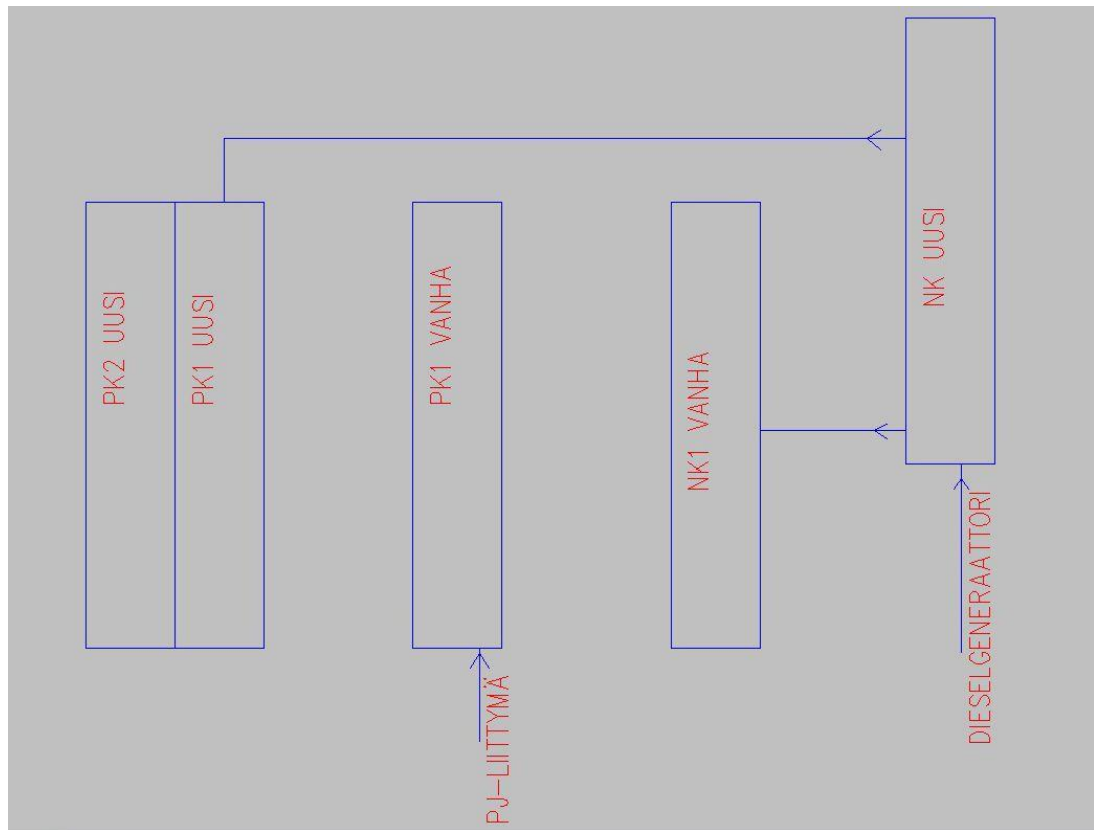 PK2 UUSI
PK1 UUSI
PK1 VANHA
NK1 VANHA
NK UUSI
PJ-LIITTYMÄ
DIESELGENERAATTORI